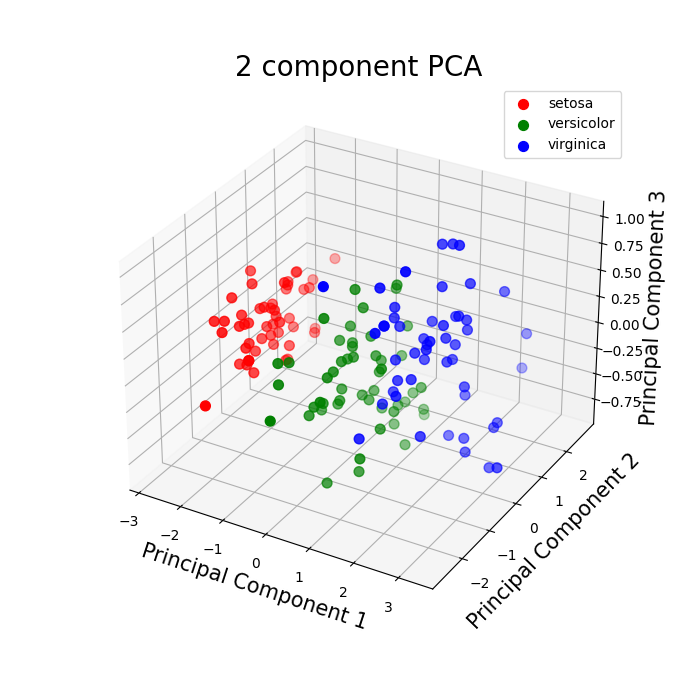 2 component PCA
setosa
versicolor
virginica
1.00
0.75
0.50
0.25
0.00
−0.25
−0.50
−0.75
Principal Component 3
2
1
0
−1
−2
Principal Component 2
−3
−2
−1
0
1
2
3
Principal Component 1